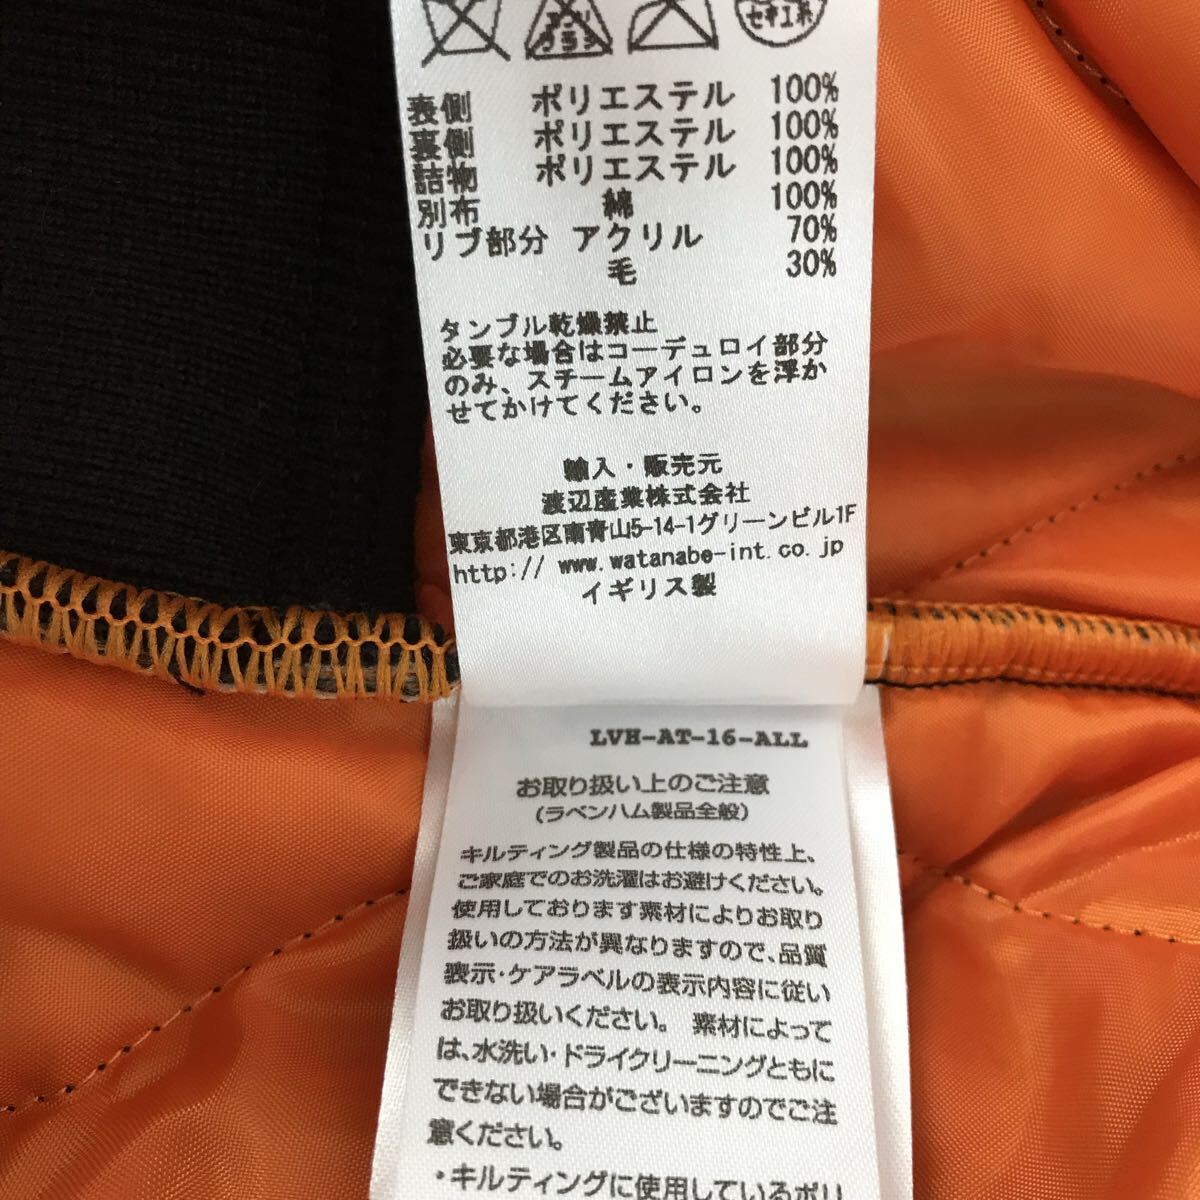 エンソ
ブラシ
セキユ系
表側 ポリエステル 100%
裏側 ポリエステル 100%
詰物 ポリエステル 100%
別布 綿 100%
リブ部分 アクリル 70%
毛 30%
タンブル乾燥禁止
必要な場合はコーデュロイ部分
のみ、スチームアイロンを浮か
せてかけてください。
輸入・販売元
渡辺産業株式会社
東京都港区南青山5-14-1グリーンビル1F
http:// www.watanabe-int.co.jp
イギリス製
LVH-AT-16-ALL
お取り扱い上のご注意
(ラベンハム製品全般)
キルティング製品の仕様の特性上、
ご家庭でのお洗濯はお避けください。
使用しております素材によりお取り
扱いの方法が異なりますので、品質
表示・ケアラベルの表示内容に従い
お取り扱いください。 素材によって
は、水洗い・ドライクリーニングともに
できない場合がございますのでご注
意ください。
・キルティングに使用しているポリ